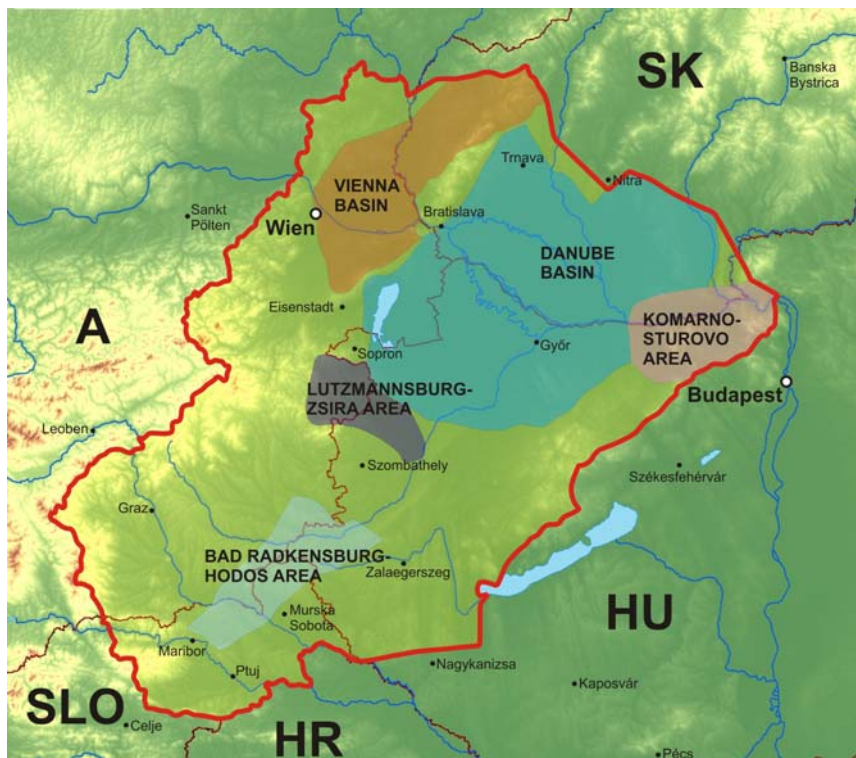 SK
Banska
Bystrica
Trnava
Nitra
VIENNA
BASIN
Sankt
Pölten
Wien
Bratislava
DANUBE
BASIN
Eisenstadt
A
KOMARNO-
STUROVO
AREA
Sopron
Győr
LUTZMANNSBURG-
ZSIRA AREA
Budapest
Leoben
Szombathely
Székesfehérvár
Graz
BAD RADKENSBURG-
HODOS AREA
Zalaegerszeg
Murska
Sobota
HU
Maribor
Ptuj
Nagykanizsa
Kaposvár
SLO
Celje
HR
Pécs